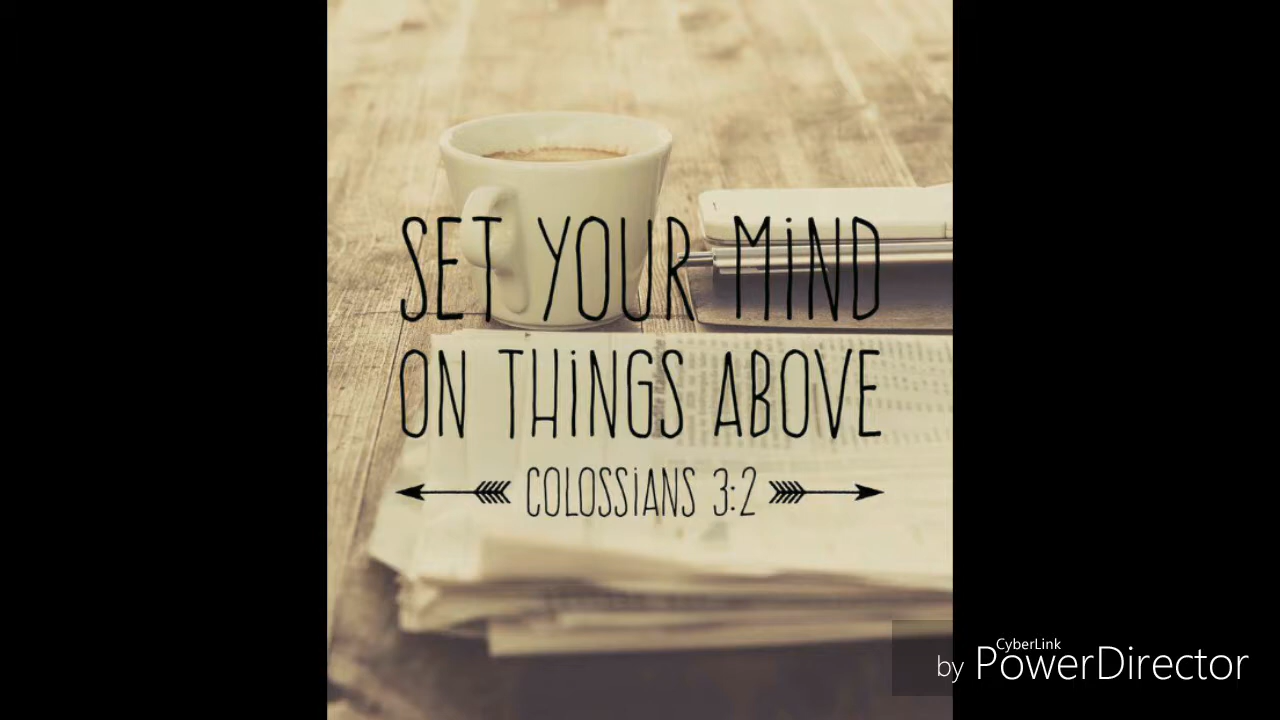 SET YOUR MiND
ON THiNGS ABOVE
COLOSSiANS 3:2
CyberLink
by PowerDirector